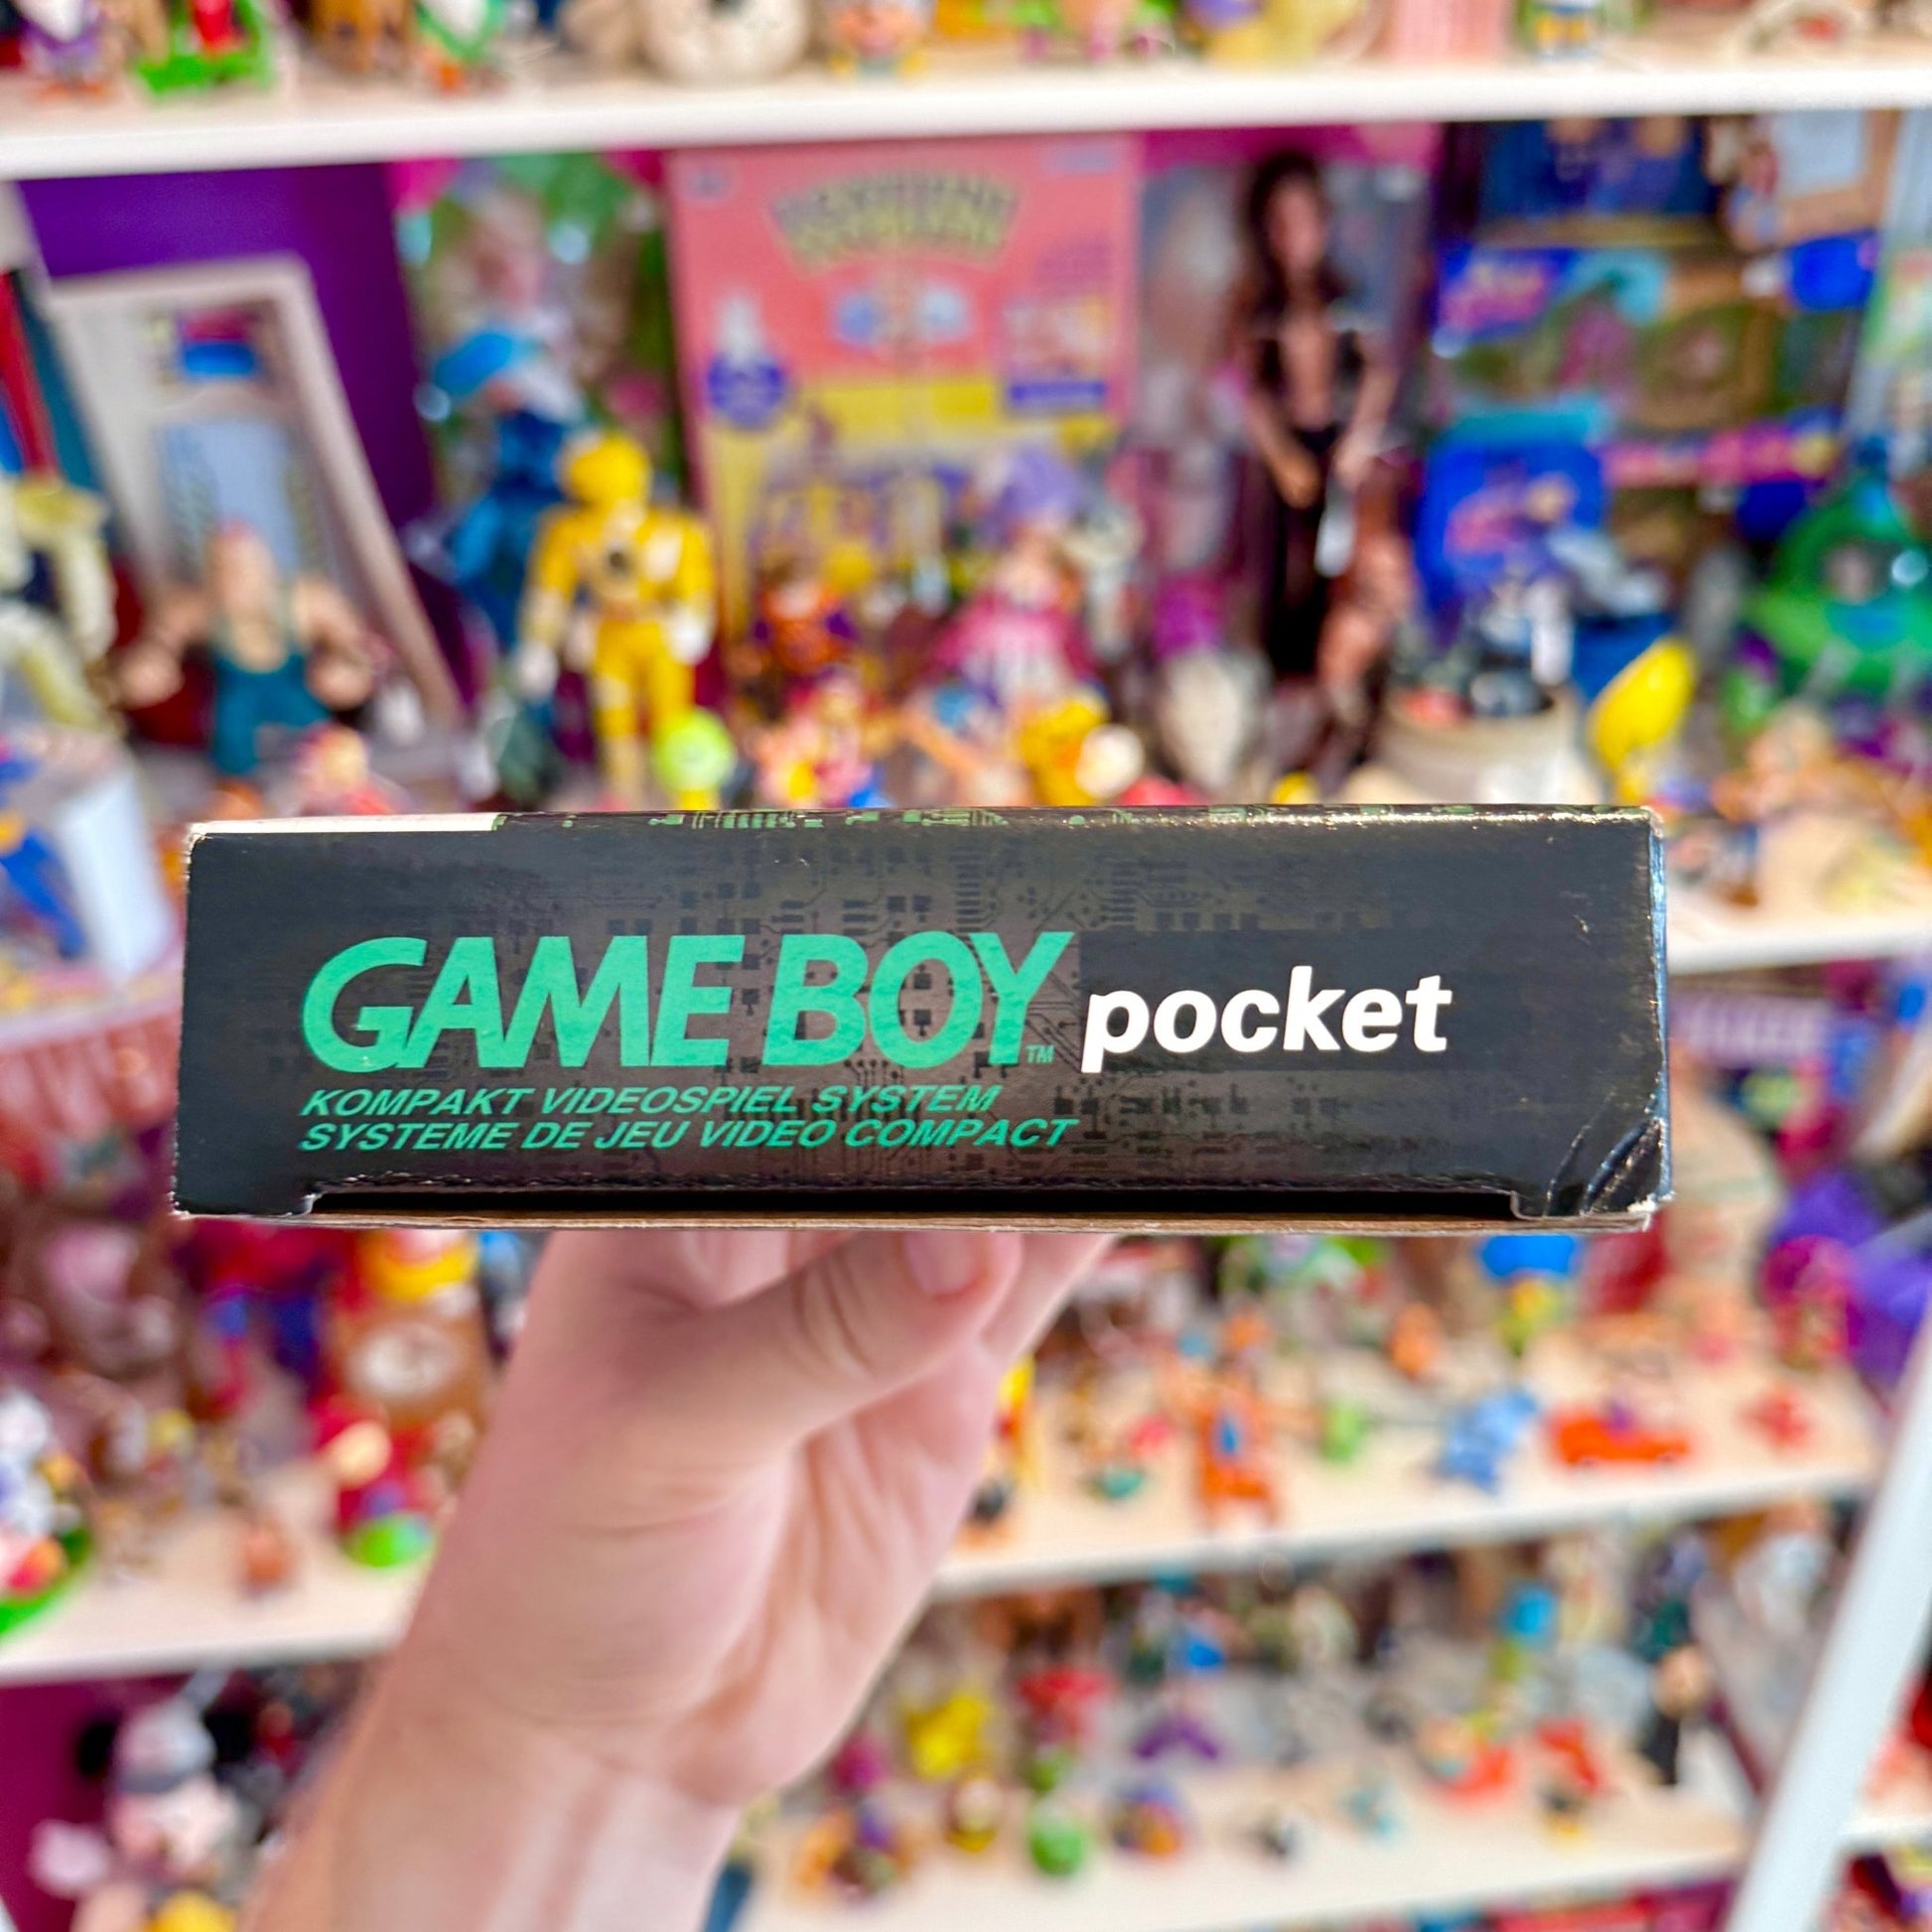 GAME BOY™ pocket
KOMPAKT VIDEOSPIEL SYSTEM
SYSTEME DE JEU VIDEO COMPACT